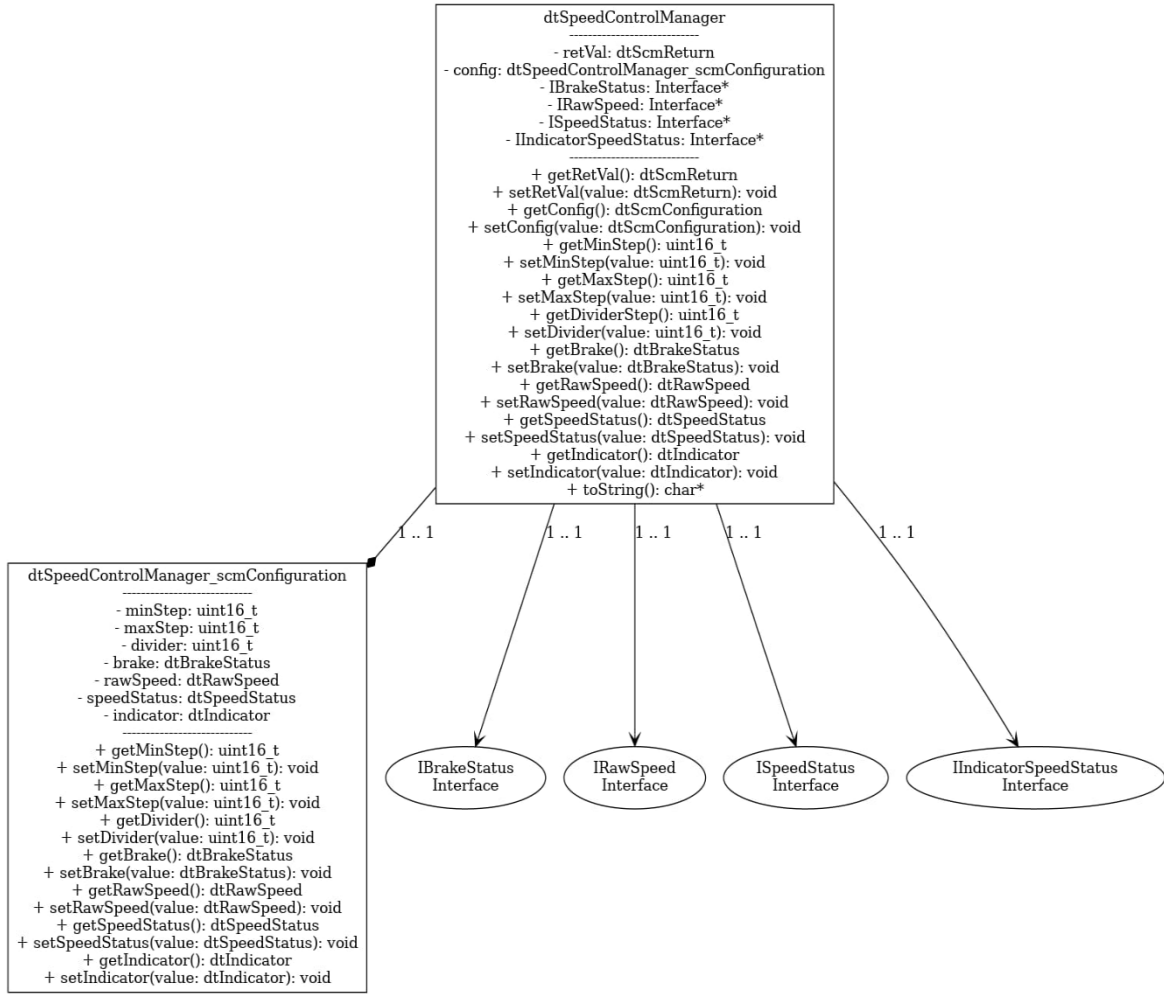 dtSpeedControlManager
----------------------------
- retVal: dtScmReturn
- config: dtSpeedControlManager_scmConfiguration
- IBrakeStatus: Interface*
- IRawSpeed: Interface*
- ISpeedStatus: Interface*
- IIndicatorSpeedStatus: Interface*
----------------------------
+ getRetVal(): dtScmReturn
+ setRetVal(value: dtScmReturn): void
+ getConfig(): dtScmConfiguration
+ setConfig(value: dtScmConfiguration): void
+ getMinStep(): uint16_t
+ setMinStep(value: uint16_t): void
+ getMaxStep(): uint16_t
+ setMaxStep(value: uint16_t): void
+ getDividerStep(): uint16_t
+ setDivider(value: uint16_t): void
+ getBrake(): dtBrakeStatus
+ setBrake(value: dtBrakeStatus): void
+ getRawSpeed(): dtRawSpeed
+ setRawSpeed(value: dtRawSpeed): void
+ getSpeedStatus(): dtSpeedStatus
+ setSpeedStatus(value: dtSpeedStatus): void
+ getIndicator(): dtIndicator
+ setIndicator(value: dtIndicator): void
+ toString(): char*
1 .. 1
1 .. 1
1 .. 1
1 .. 1
1 .. 1
dtSpeedControlManager_scmConfiguration
----------------------------
- minStep: uint16_t
- maxStep: uint16_t
- divider: uint16_t
- brake: dtBrakeStatus
- rawSpeed: dtRawSpeed
- speedStatus: dtSpeedStatus
- indicator: dtIndicator
----------------------------
+ getMinStep(): uint16_t
+ setMinStep(value: uint16_t): void
+ getMaxStep(): uint16_t
+ setMaxStep(value: uint16_t): void
+ getDivider(): uint16_t
+ setDivider(value: uint16_t): void
+ getBrake(): dtBrakeStatus
+ setBrake(value: dtBrakeStatus): void
+ getRawSpeed(): dtRawSpeed
+ setRawSpeed(value: dtRawSpeed): void
+ getSpeedStatus(): dtSpeedStatus
+ setSpeedStatus(value: dtSpeedStatus): void
+ getIndicator(): dtIndicator
+ setIndicator(value: dtIndicator): void
IBrakeStatus
Interface
IRawSpeed
Interface
ISpeedStatus
Interface
IIndicatorSpeedStatus
Interface